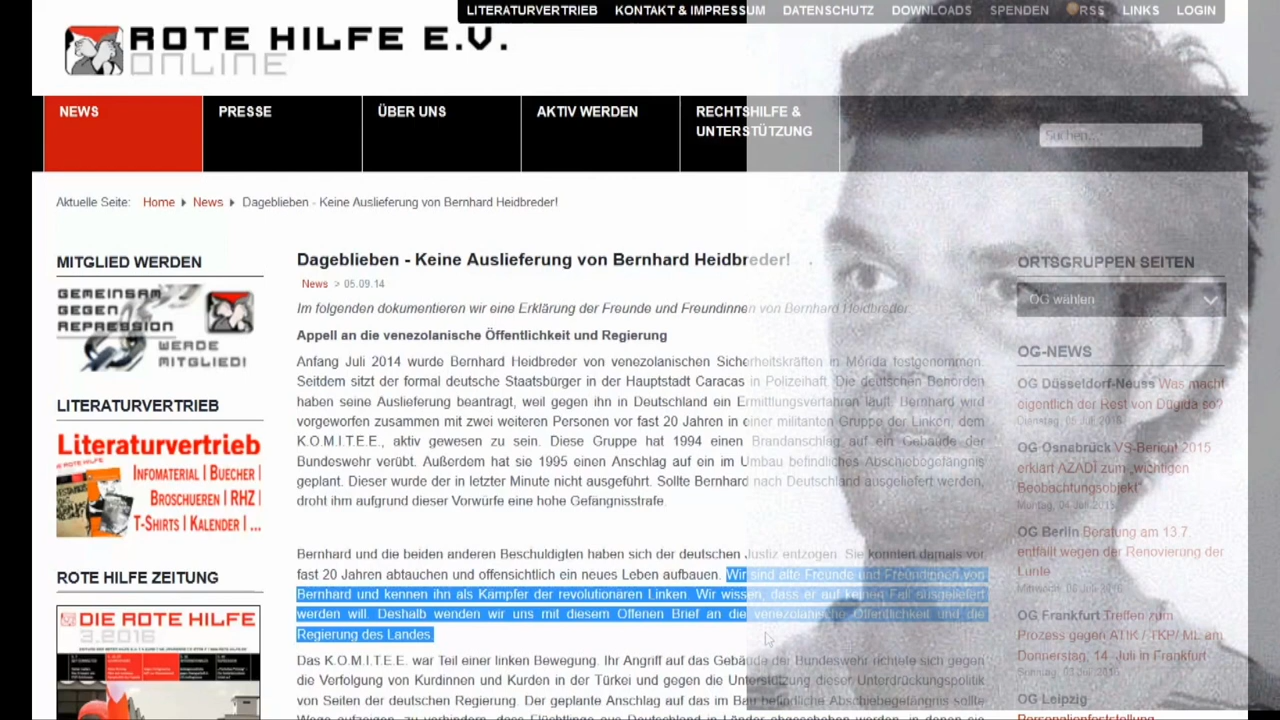 LITERATURVERTRIEB KONTAKT & IMPRESSUM DATENSCHUTZ DOWNLOADS SPENDEN RSS LINKS LOGIN
ROTE HILFE E.V.
ONLINE
NEWS PRESSE ÜBER UNS AKTIV WERDEN RECHTSHILFE &
UNTERSTÜTZUNG
Suchen...
Aktuelle Seite: Home News Dageblieben - Keine Auslieferung von Bernhard Heidbreder!
MITGLIED WERDEN
GEMEINSAM
GEGEN
REPRESSION
WERDE
MITGLIED!
LITERATURVERTRIEB
Literaturvertrieb
INFOMATERIAL | BUECHER |
BROSCHUEREN | RHZ |
T-SHIRTS | KALENDER | ...
ROTE HILFE ZEITUNG
DIE ROTE HILFE
3.2016
Dageblieben - Keine Auslieferung von Bernhard Heidbreder!
News > 05.09.14
Im folgenden dokumentieren wir eine Erklärung der Freunde und Freundinnen von Bernhard Heidbreder.
Appell an die venezolanische Öffentlichkeit und Regierung
Anfang Juli 2014 wurde Bernhard Heidbreder von venezolanischen Sicherheitskräften in Mérida festgenommen.
Seitdem sitzt der formal deutsche Staatsbürger in der Hauptstadt Caracas in Polizeihaft. Die deutschen Behörden
haben seine Auslieferung beantragt, weil gegen ihn in Deutschland ein Ermittlungsverfahren läuft. Bernhard wird
vorgeworfen zusammen mit zwei weiteren Personen vor fast 20 Jahren in einer militanten Gruppe der Linken, dem
K.O.M.I.T.E.E., aktiv gewesen zu sein. Diese Gruppe hat 1994 einen Brandanschlag auf ein Gebäude der
Bundeswehr verübt. Außerdem hat sie 1995 einen Anschlag auf ein im Umbau befindliches Abschiebegefängnis
geplant. Dieser wurde der in letzter Minute nicht ausgeführt. Sollte Bernhard nach Deutschland ausgeliefert werden,
droht ihm aufgrund dieser Vorwürfe eine hohe Gefängnisstrafe.
Bernhard und die beiden anderen Beschuldigten haben sich der deutschen Justiz entzogen. Sie konnten damals vor
fast 20 Jahren abtauchen und offensichtlich ein neues Leben aufbauen. Wir sind alte Freunde und Freundinnen von
Bernhard und kennen ihn als Kämpfer der revolutionären Linken. Wir wissen, dass er auf keinen Fall ausgeliefert
werden will. Deshalb wenden wir uns mit diesem Offenen Brief an die venezolanische Öffentlichkeit und die
Regierung des Landes.
Das K.O.M.I.T.E.E. war Teil einer linken Bewegung. Ihr Angriff auf das Gebäude der Bundeswehr richtete sich gegen
die Verfolgung von Kurdinnen und Kurden in der Türkei und gegen die Unterstützung dieser Unterdrückungspolitik
von Seiten der deutschen Regierung. Der geplante Anschlag auf das im Bau befindliche Abschiebegefängnis sollte
Wege aufzeigen, zu verhindern, dass Flüchtlinge aus Deutschland in Länder abgeschoben werden, in denen sie
ORTSGRUPPEN SEITEN
OG wählen
OG-NEWS
OG Düsseldorf-Neuss Was macht
eigentlich der Rest von Dügida so?
Dienstag, 05. Juli 2016
OG Osnabrück VS-Bericht 2015
erklärt AZADÎ zum "wichtigen
Beobachtungsobjekt"
Montag, 04. Juli 2016
OG Berlin Beratung am 13.7.
entfällt wegen der Renovierung der
Lunte
OG Frankfurt Treffen zum
Prozess gegen ATIK / TKP/ ML am
Donnerstag, 14. Juli in Frankfurt
OG Leipzig
Personalienfeststellung